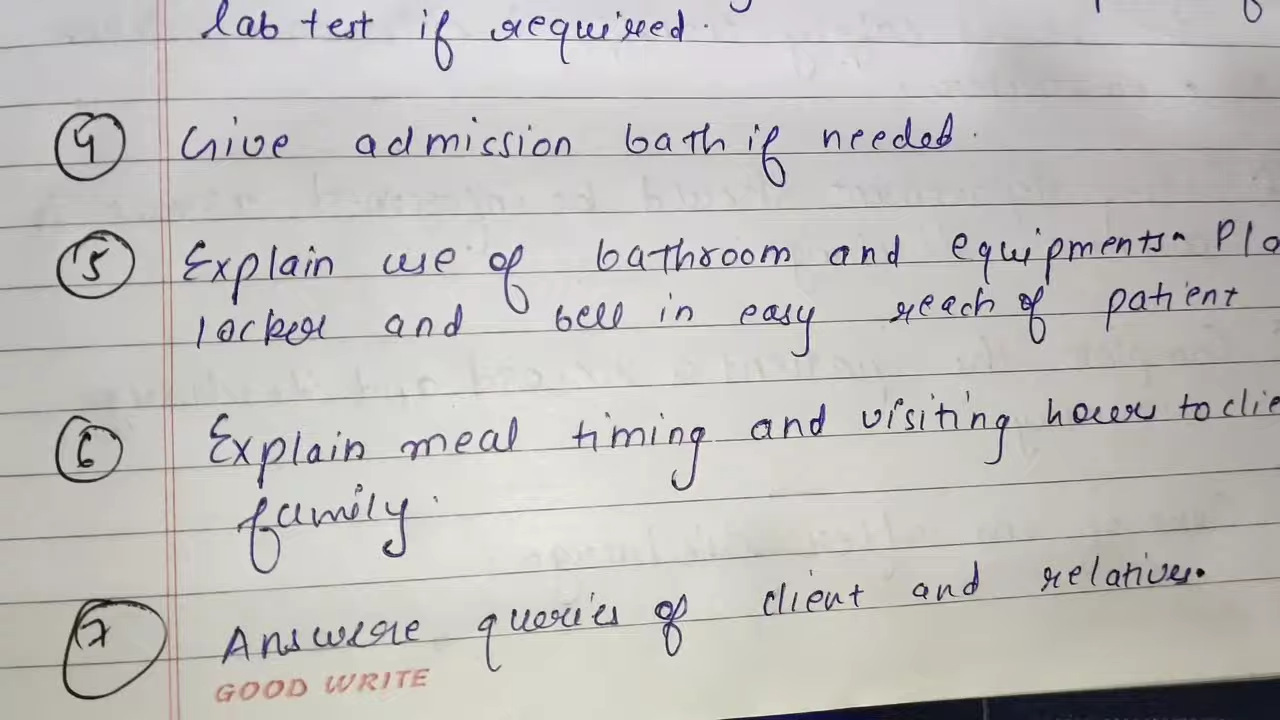 lab test if required.
4 Give admission bath if needed.
5 Explain use of bathroom and equipments. Pla
locker and bell in easy reach of patient
6 Explain meal timing and visiting hour to clie
family.
7 Answere queries of client and relatives.
GOOD WRITE